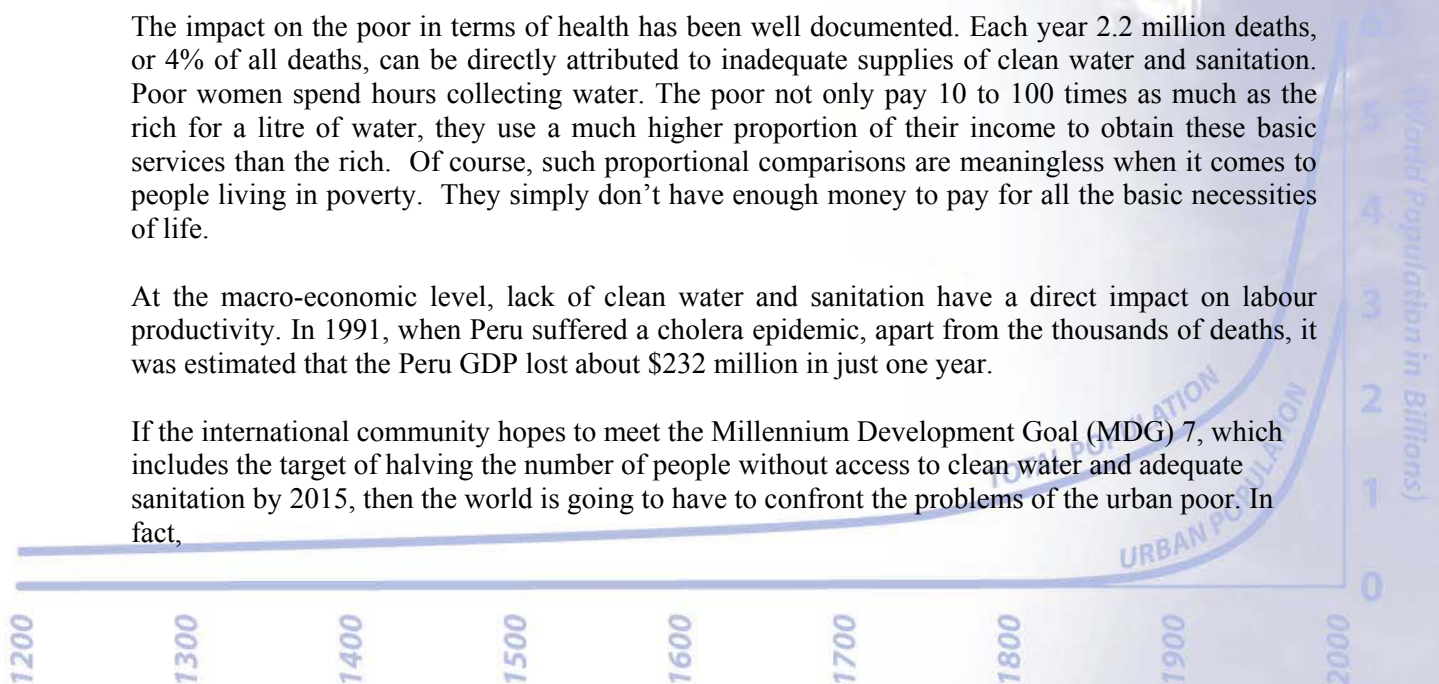 The impact on the poor in terms of health has been well documented. Each year 2.2 million deaths,
or 4% of all deaths, can be directly attributed to inadequate supplies of clean water and sanitation.
Poor women spend hours collecting water. The poor not only pay 10 to 100 times as much as the
rich for a litre of water, they use a much higher proportion of their income to obtain these basic
services than the rich.  Of course, such proportional comparisons are meaningless when it comes to
people living in poverty.  They simply don’t have enough money to pay for all the basic necessities
of life.
At the macro-economic level, lack of clean water and sanitation have a direct impact on labour
productivity. In 1991, when Peru suffered a cholera epidemic, apart from the thousands of deaths, it
was estimated that the Peru GDP lost about $232 million in just one year.
If the international community hopes to meet the Millennium Development Goal (MDG) 7, which
includes the target of halving the number of people without access to clean water and adequate
sanitation by 2015, then the world is going to have to confront the problems of the urban poor. In
fact,
TOTAL POPULATION
URBAN POPULATION
6
5
4
3
2
1
0
(World Population in Billions)
1200
1300
1400
1500
1600
1700
1800
1900
2000